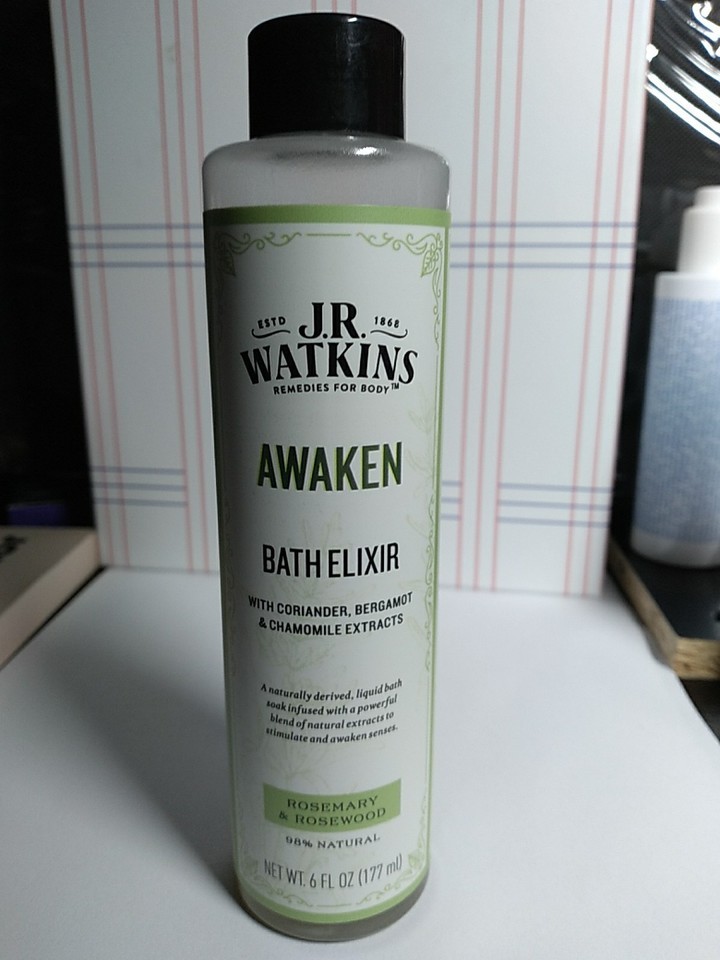 ESTD J.R. 1868
WATKINS
REMEDIES FOR BODY™
AWAKEN
BATH ELIXIR
WITH CORIANDER, BERGAMOT
& CHAMOMILE EXTRACTS
A naturally derived, liquid bath
soak infused with a powerful
blend of natural extracts to
stimulate and awaken senses.
ROSEMARY
& ROSEWOOD
98% NATURAL
NET WT. 6 FL OZ (177 ml)